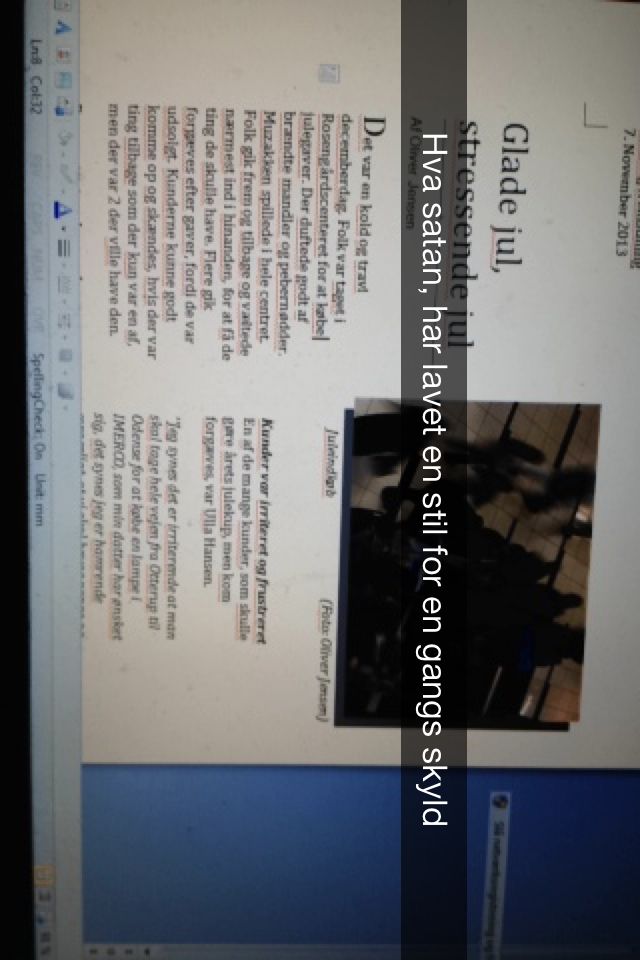 7. November 2013
Glade jul,
stressende jul
Af Oliver Jensen
Hva satan, har lavet en stil for en gangs skyld
Det var en kold og travl
decemberdag. Folk var taget i
Rosengårdscenteret for at købe
julegaver. Der duftede godt af
brændte mandler og pebernødder.
Muzakken spillede i hele centret.
Folk gik frem og tilbage og væltede
nærmest ind i hinanden, for at få de
ting de skulle have. Flere gik
forgæves efter gaver, fordi de var
udsolgt. Kunderne kunne godt
komme op og skændes, hvis der var
ting tilbage som der kun var en af,
men der var 2 der ville have den.
Juleindkøb (Foto: Oliver Jensen)
Kunder var irriteret og frustreret
En af de mange kunder, som skulle
gøre årets julekup, men kom
forgæves, var Ulla Hansen.
"Jeg synes det er irriterende at man
skal tage hele vejen fra Otterup til
Odense for at købe en lampe i
IMERCO, som min datter har ønsket
sig, det synes jeg er hamrende
Ln:8 Col:32
SpellingCheck: On Unit: mm